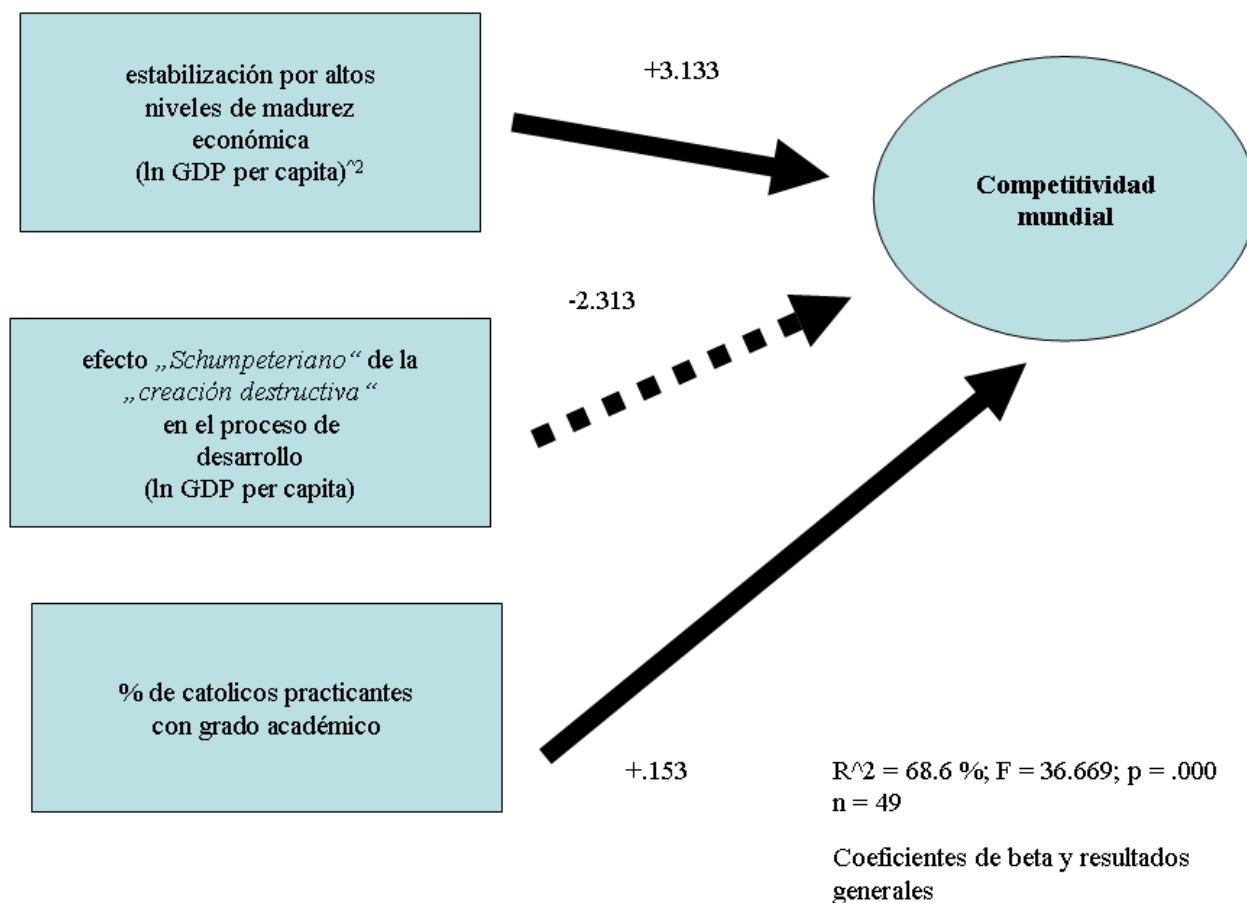 estabilización por altos
niveles de madurez
económica
(ln GDP per capita)^2
+3.133
Competitividad
mundial
efecto „Schumpeteriano“ de la
„creación destructiva“
en el proceso de
desarrollo
(ln GDP per capita)
-2.313
% de catolicos practicantes
con grado académico
+.153
R^2 = 68.6 %; F = 36.669; p = .000
n = 49
Coeficientes de beta y resultados
generales